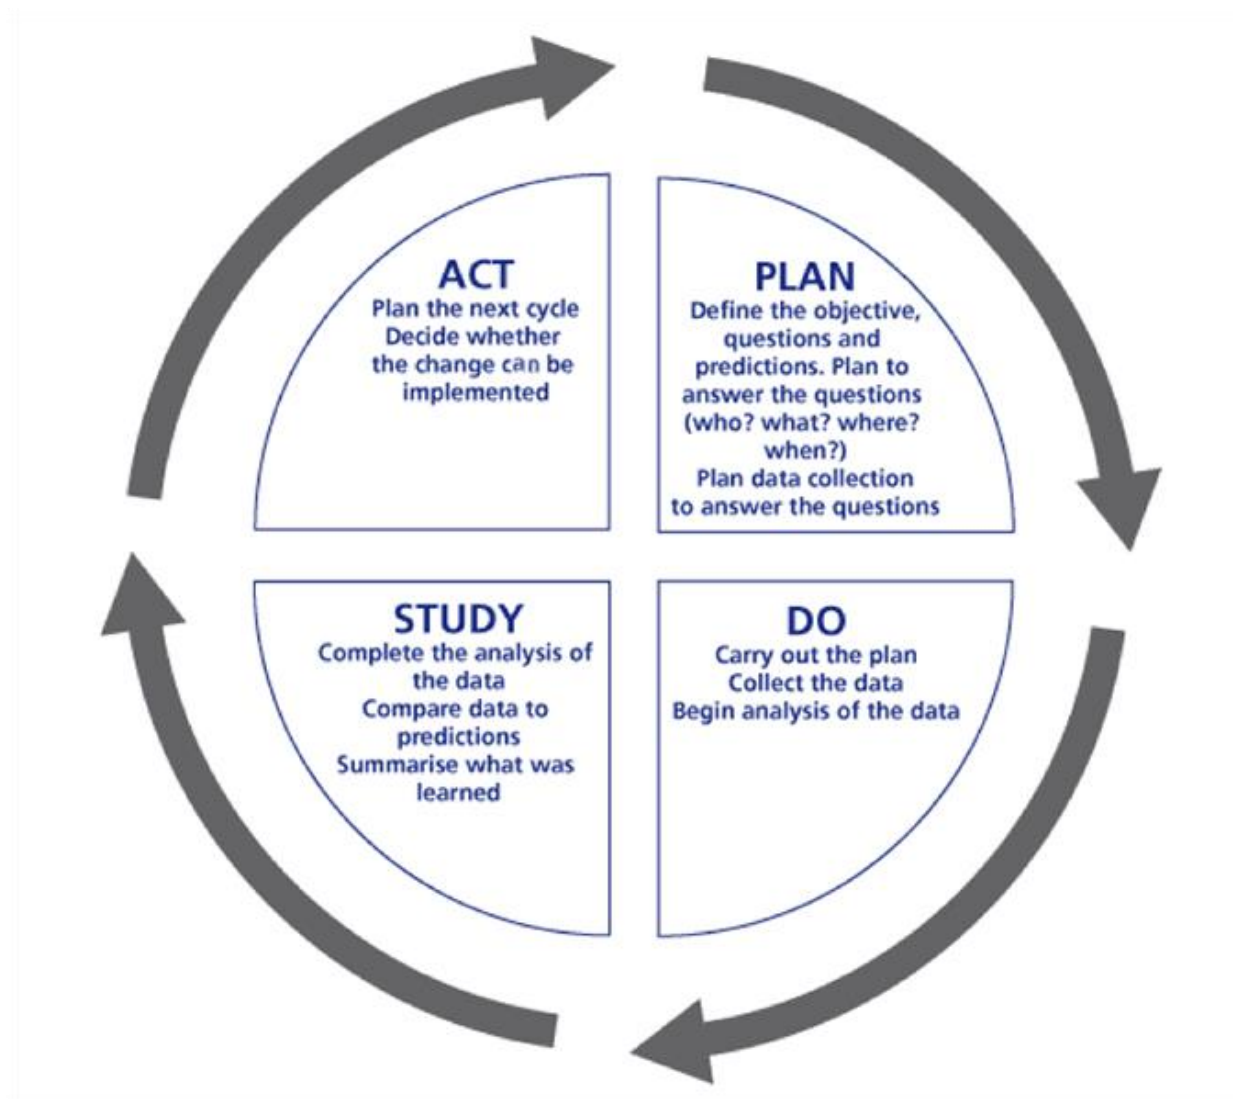 ACT
Plan the next cycle
Decide whether
the change can be
implemented
PLAN
Define the objective,
questions and
predictions. Plan to
answer the questions
(who? what? where?
when?)
Plan data collection
to answer the questions
STUDY
Complete the analysis of
the data
Compare data to
predictions
Summarise what was
learned
DO
Carry out the plan
Collect the data
Begin analysis of the data